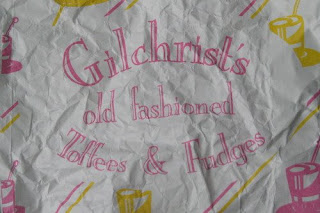 Gilchrist's
old fashioned
Toffees & Fudges